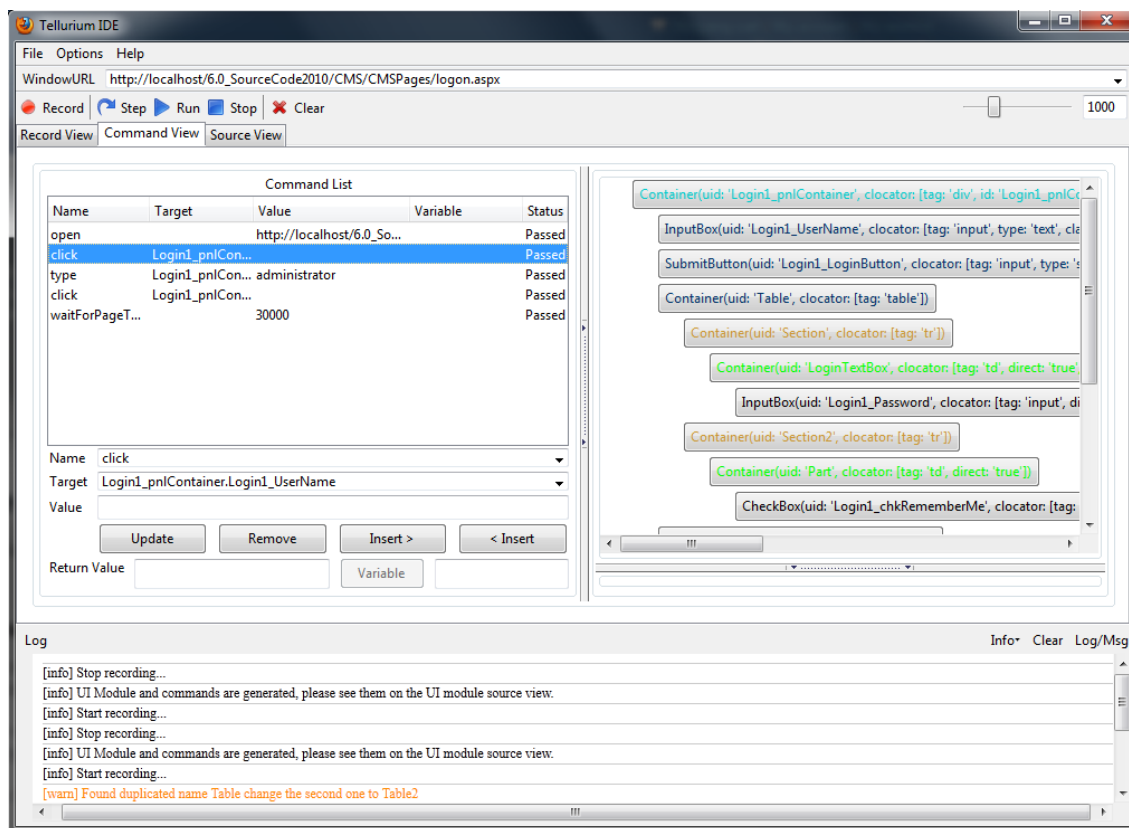 Tellurium IDE
File Options Help
WindowURL http://localhost/6.0_SourceCode2010/CMS/CMSPages/logon.aspx
Record Step Run Stop Clear 1000
Record View Command View Source View
Command List
Name Target Value Variable Status
open http://localhost/6.0_So... Passed
click Login1_pnlCon... Passed
type Login1_pnlCon... administrator Passed
click Login1_pnlCon... Passed
waitForPageT... 30000 Passed
Name click
Target Login1_pnlContainer.Login1_UserName
Value
Update Remove Insert > < Insert
Return Value Variable
Container(uid: 'Login1_pnlContainer', clocator: [tag: 'div', id: 'Login1_pnlCo
InputBox(uid: 'Login1_UserName', clocator: [tag: 'input', type: 'text', cla
SubmitButton(uid: 'Login1_LoginButton', clocator: [tag: 'input', type: 's
Container(uid: 'Table', clocator: [tag: 'table'])
Container(uid: 'Section', clocator: [tag: 'tr'])
Container(uid: 'LoginTextBox', clocator: [tag: 'td', direct: 'true'
InputBox(uid: 'Login1_Password', clocator: [tag: 'input', di
Container(uid: 'Section2', clocator: [tag: 'tr'])
Container(uid: 'Part', clocator: [tag: 'td', direct: 'true'])
CheckBox(uid: 'Login1_chkRememberMe', clocator: [tag:
Log Info Clear Log/Msg
[info] Stop recording...
[info] UI Module and commands are generated, please see them on the UI module source view.
[info] Start recording...
[info] Stop recording...
[info] UI Module and commands are generated, please see them on the UI module source view.
[info] Start recording...
[warn] Found duplicated name Table change the second one to Table2